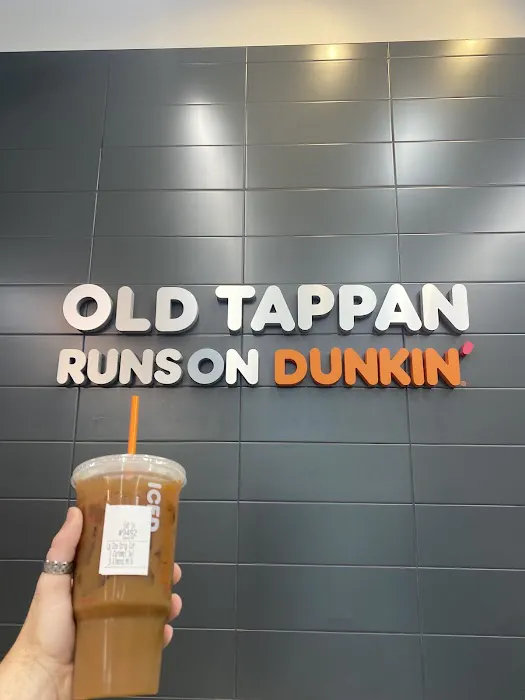 OLD TAPPAN
RUNS ON DUNKIN'
ICED